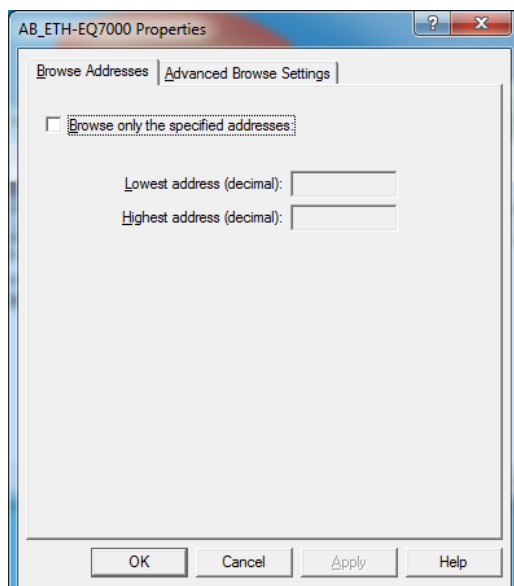 AB_ETH-EQ7000 Properties
Browse Addresses Advanced Browse Settings
Browse only the specified addresses:
Lowest address (decimal):
Highest address (decimal):
OK Cancel Apply Help